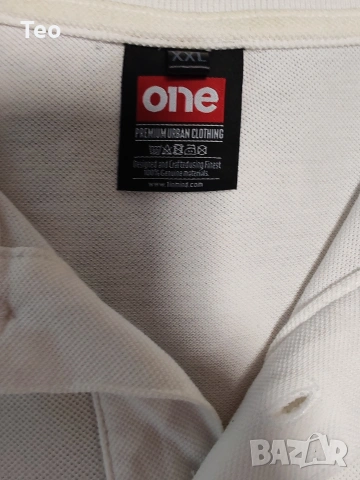 Teo
XXL
one
PREMIUM URBAN CLOTHING
Designed and Crafted using Finest
100% Genuine materials.
BAZAR